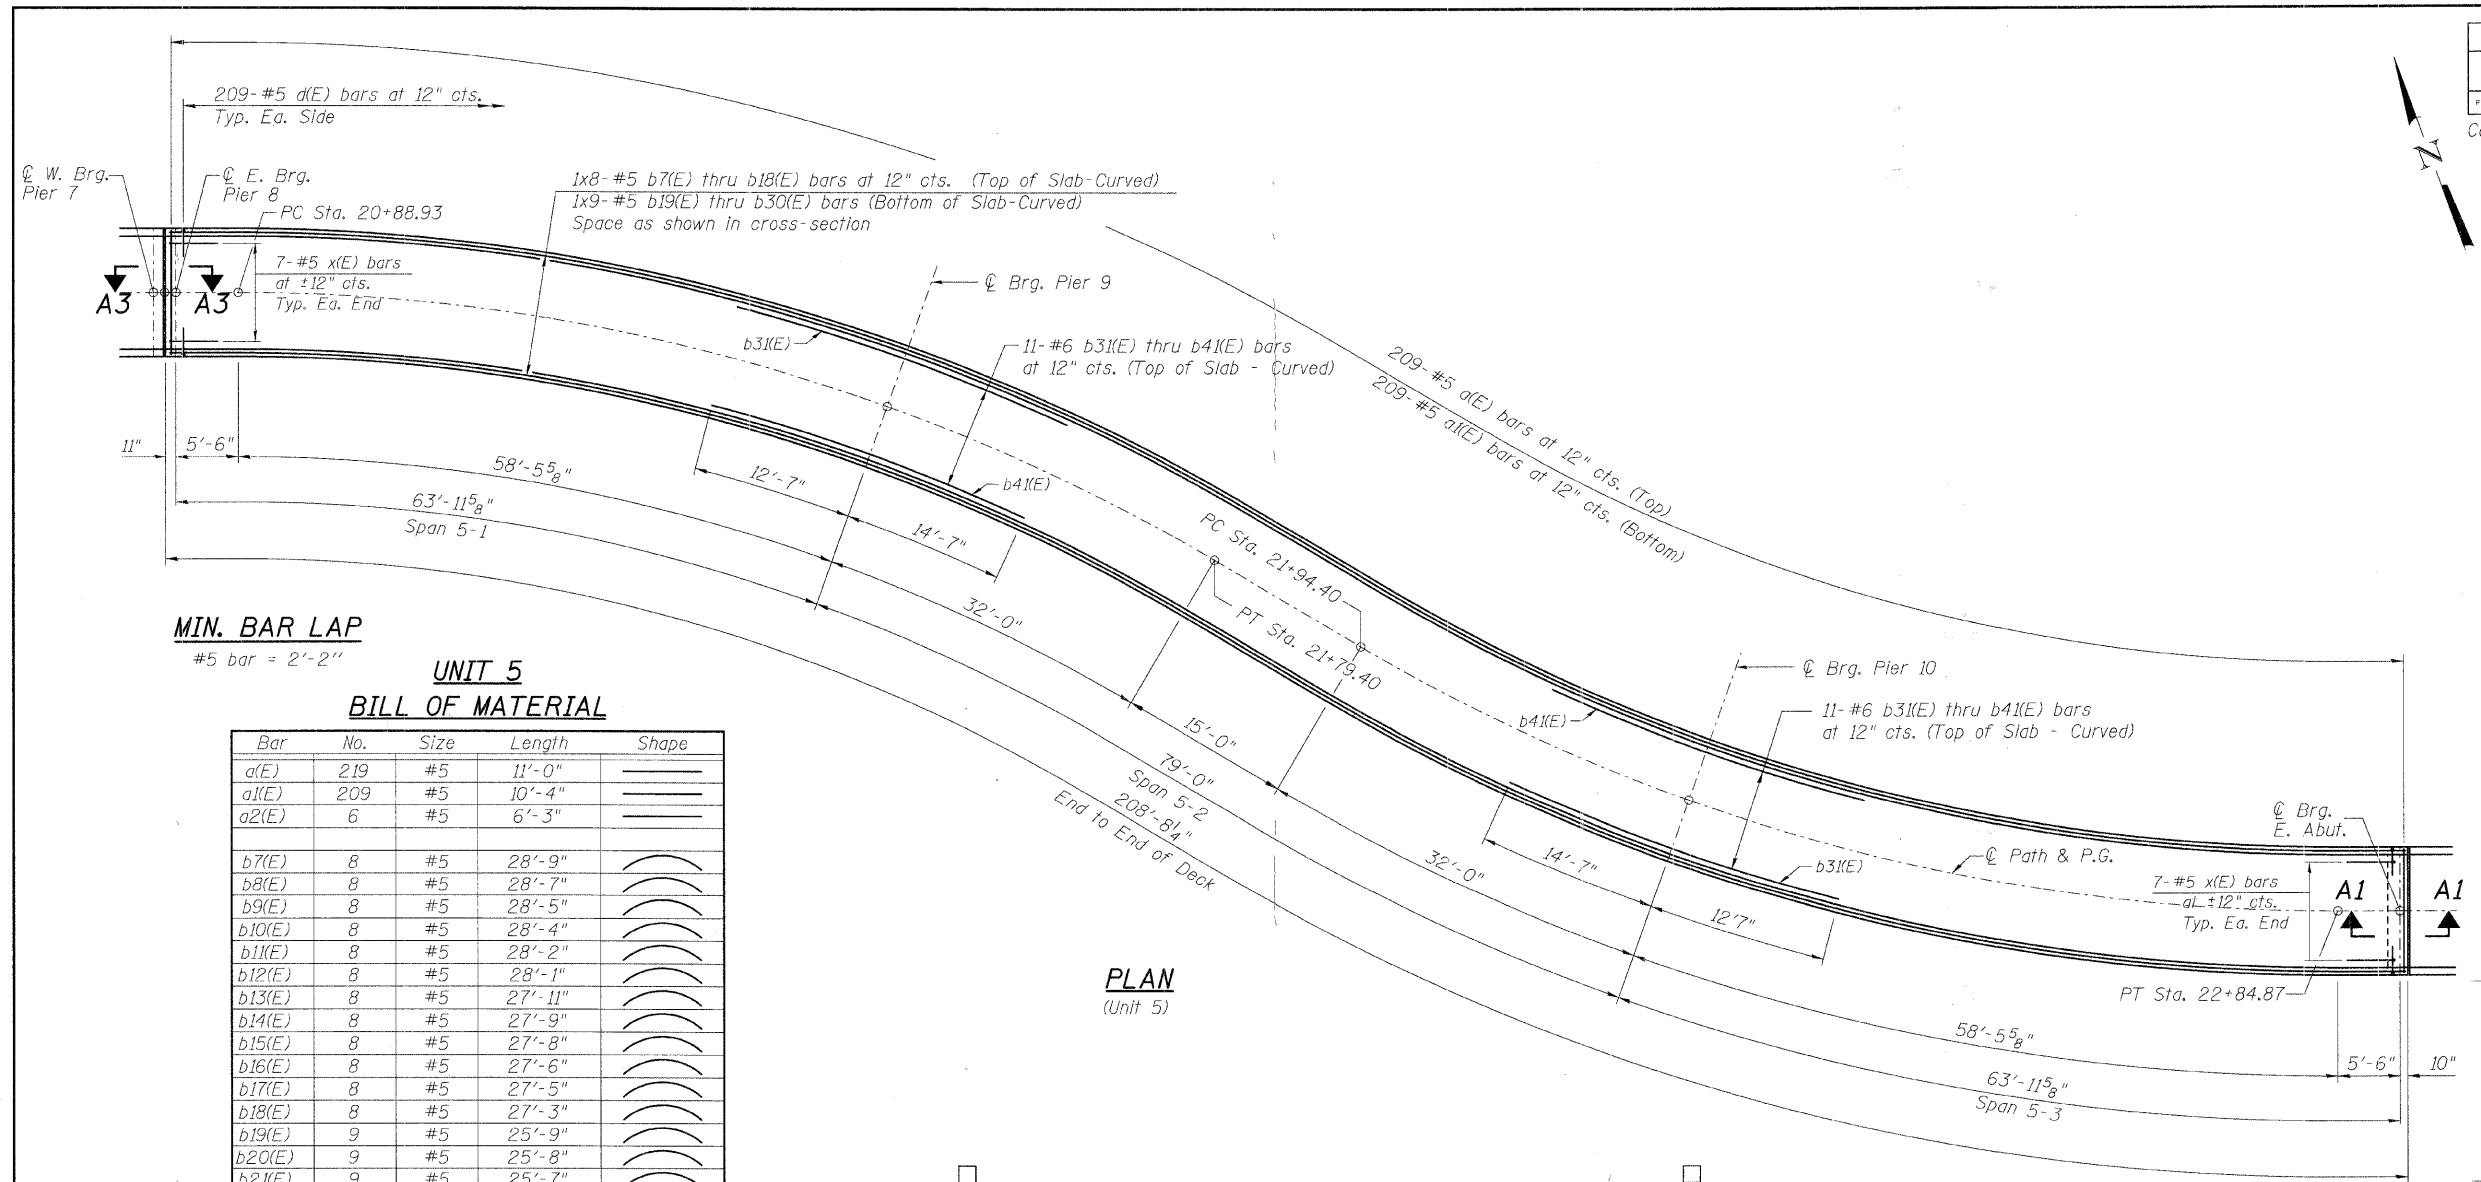 209-#5 d(E) bars at 12" cts.
Typ. Ea. Side
℄ W. Brg.
Pier 7
℄ E. Brg.
Pier 8
PC Sta. 20+88.93
1x8-#5 b7(E) thru b18(E) bars at 12" cts. (Top of Slab-Curved)
1x9-#5 b19(E) thru b30(E) bars (Bottom of Slab-Curved)
Space as shown in cross-section
N
A3
A3
7-#5 x(E) bars
at ±12" cts.
Typ. Ea. End
℄ Brg. Pier 9
b31(E)
11-#6 b31(E) thru b41(E) bars
at 12" cts. (Top of Slab - Curved)
209-#5 a(E) bars at 12" cts. (Top)
209-#5 a1(E) bars at 12" cts. (Bottom)
11"
5'-6"
58'-5 5/8"
63'-11 5/8"
Span 5-1
12'-7"
14'-7"
b41(E)
PC Sta. 21+94.40
PT Sta. 21+79.40
32'-0"
15'-0"
79'-0"
Span 5-2
208'-8 1/4"
End to End of Deck
℄ Brg. Pier 10
b41(E)
11-#6 b31(E) thru b41(E) bars
at 12" cts. (Top of Slab - Curved)
14'-7"
32'-0"
12'7"
b31(E)
℄ Path & P.G.
℄ Brg.
E. Abut.
7-#5 x(E) bars
at ±12" cts.
Typ. Ea. End
A1
A1
PT Sta. 22+84.87
58'-5 5/8"
5'-6"
10"
63'-11 5/8"
Span 5-3
PLAN
(Unit 5)
MIN. BAR LAP
#5 bar = 2'-2"
UNIT 5
BILL OF MATERIAL
Bar No. Size Length Shape
a(E) 219 #5 11'-0"
a1(E) 209 #5 10'-4"
a2(E) 6 #5 6'-3"
b7(E) 8 #5 28'-9"
b8(E) 8 #5 28'-7"
b9(E) 8 #5 28'-5"
b10(E) 8 #5 28'-4"
b11(E) 8 #5 28'-2"
b12(E) 8 #5 28'-1"
b13(E) 8 #5 27'-11"
b14(E) 8 #5 27'-9"
b15(E) 8 #5 27'-8"
b16(E) 8 #5 27'-6"
b17(E) 8 #5 27'-5"
b18(E) 8 #5 27'-3"
b19(E) 9 #5 25'-9"
b20(E) 9 #5 25'-8"
b21(E) 9 #5 25'-7"